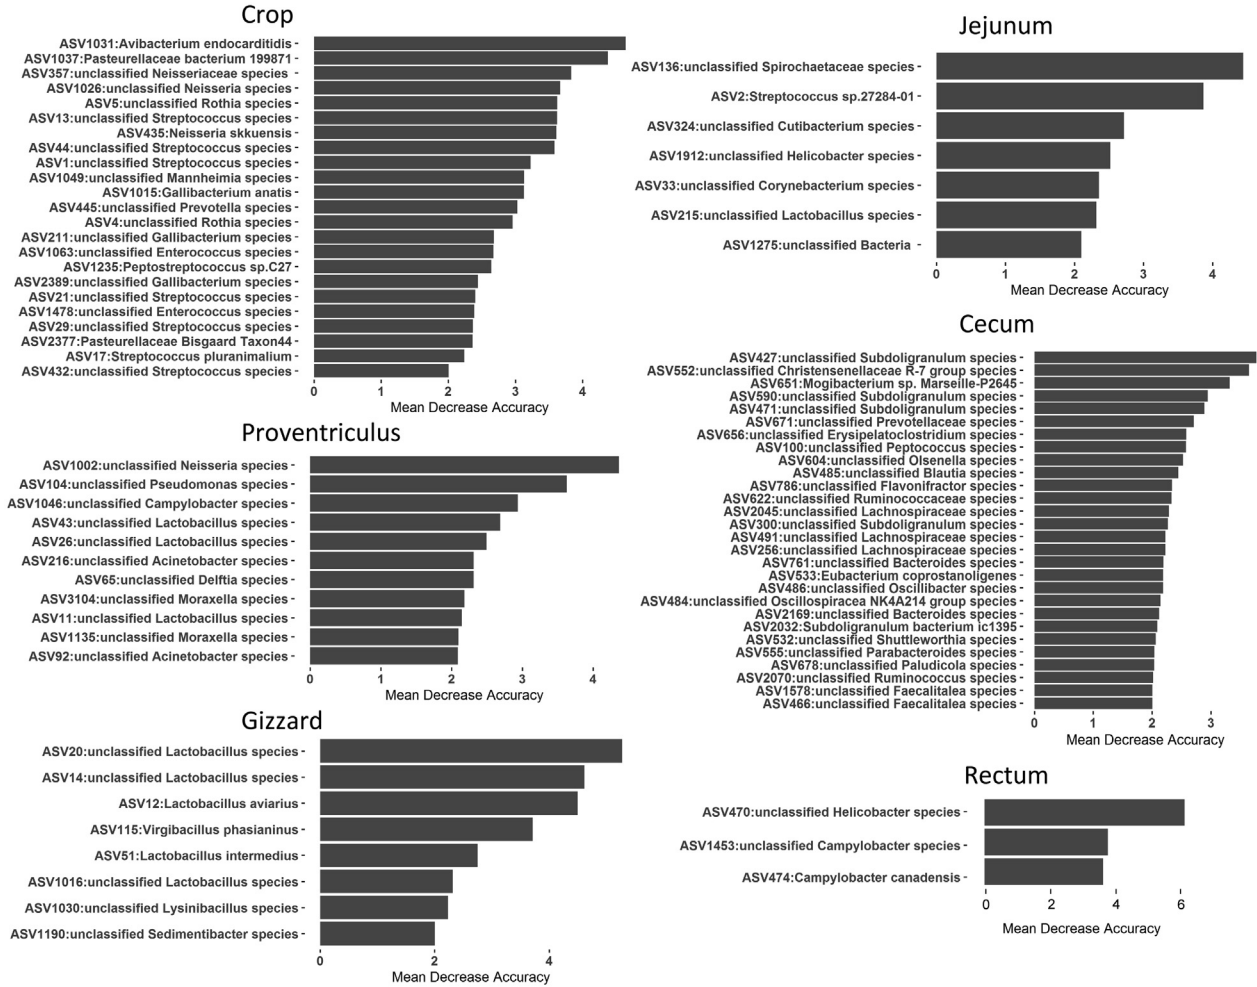 Crop
ASV1031:Avibacterium endocarditidis
ASV1037:Pasteurellaceae bacterium 199871
ASV357:unclassified Neisseriaceae species
ASV1026:unclassified Neisseria species
ASV5:unclassified Rothia species
ASV13:unclassified Streptococcus species
ASV435:Neisseria skkuensis
ASV44:unclassified Streptococcus species
ASV1:unclassified Streptococcus species
ASV1049:unclassified Mannheimia species
ASV1015:Gallibacterium anatis
ASV445:unclassified Prevotella species
ASV4:unclassified Rothia species
ASV211:unclassified Gallibacterium species
ASV1063:unclassified Enterococcus species
ASV1235:Peptostreptococcus sp.C27
ASV2389:unclassified Gallibacterium species
ASV21:unclassified Streptococcus species
ASV1478:unclassified Enterococcus species
ASV29:unclassified Streptococcus species
ASV2377:Pasteurellaceae Bisgaard Taxon44
ASV17:Streptococcus pluranimalium
ASV432:unclassified Streptococcus species
0 1 2 3 4
Mean Decrease Accuracy
Proventriculus
ASV1002:unclassified Neisseria species
ASV104:unclassified Pseudomonas species
ASV1046:unclassified Campylobacter species
ASV43:unclassified Lactobacillus species
ASV26:unclassified Lactobacillus species
ASV216:unclassified Acinetobacter species
ASV65:unclassified Delftia species
ASV3104:unclassified Moraxella species
ASV11:unclassified Lactobacillus species
ASV1135:unclassified Moraxella species
ASV92:unclassified Acinetobacter species
0 1 2 3 4
Mean Decrease Accuracy
Gizzard
ASV20:unclassified Lactobacillus species
ASV14:unclassified Lactobacillus species
ASV12:Lactobacillus aviarius
ASV115:Virgibacillus phasianinus
ASV51:Lactobacillus intermedius
ASV1016:unclassified Lactobacillus species
ASV1030:unclassified Lysinibacillus species
ASV1190:unclassified Sedimentibacter species
0 2 4
Mean Decrease Accuracy
Jejunum
ASV136:unclassified Spirochaetaceae species
ASV2:Streptococcus sp.27284-01
ASV324:unclassified Cutibacterium species
ASV1912:unclassified Helicobacter species
ASV33:unclassified Corynebacterium species
ASV215:unclassified Lactobacillus species
ASV1275:unclassified Bacteria
0 1 2 3 4
Mean Decrease Accuracy
Cecum
ASV427:unclassified Subdoligranulum species
ASV552:unclassified Christensenellaceae R-7 group species
ASV651:Mogibacterium sp. Marseille-P2645
ASV590:unclassified Subdoligranulum species
ASV471:unclassified Subdoligranulum species
ASV671:unclassified Prevotellaceae species
ASV656:unclassified Erysipelatoclostridium species
ASV100:unclassified Peptococcus species
ASV604:unclassified Olsenella species
ASV485:unclassified Blautia species
ASV786:unclassified Flavonifractor species
ASV622:unclassified Ruminococcaceae species
ASV2045:unclassified Lachnospiraceae species
ASV300:unclassified Subdoligranulum species
ASV491:unclassified Lachnospiraceae species
ASV256:unclassified Lachnospiraceae species
ASV761:unclassified Bacteroides species
ASV533:Eubacterium coprostanoligenes
ASV486:unclassified Oscillibacter species
ASV484:unclassified Oscillospiracea NK4A214 group species
ASV2169:unclassified Bacteroides species
ASV2032:Subdoligranulum bacterium ic1395
ASV532:unclassified Shuttleworthia species
ASV555:unclassified Parabacteroides species
ASV678:unclassified Paludicola species
ASV2070:unclassified Ruminococcus species
ASV1578:unclassified Faecalitalea species
ASV466:unclassified Faecalitalea species
0 1 2 3
Mean Decrease Accuracy
Rectum
ASV470:unclassified Helicobacter species
ASV1453:unclassified Campylobacter species
ASV474:Campylobacter canadensis
0 2 4 6
Mean Decrease Accuracy